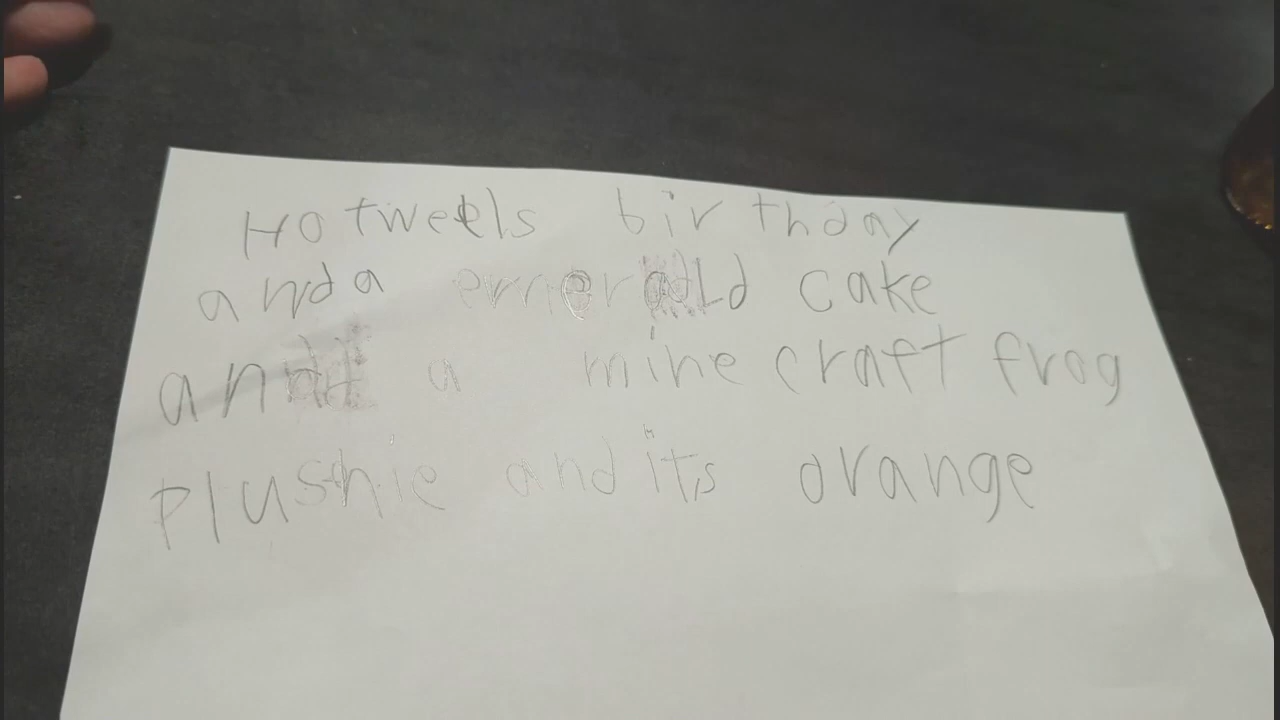 Hotweels birthday
and a emerald cake
and a minecraft frog
plushie and its orange